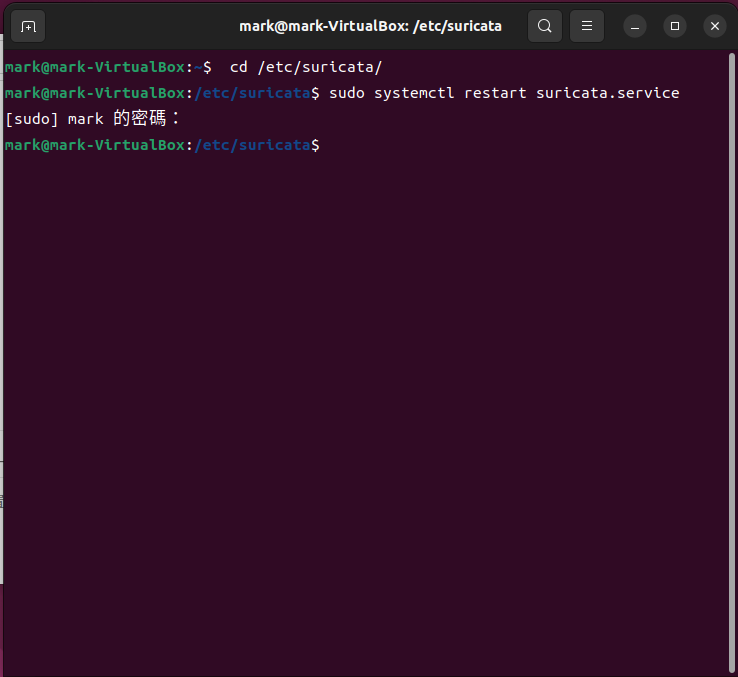 mark@mark-VirtualBox: /etc/suricata
mark@mark-VirtualBox:~$  cd /etc/suricata/
mark@mark-VirtualBox:/etc/suricata$ sudo systemctl restart suricata.service
[sudo] mark 的密碼：
mark@mark-VirtualBox:/etc/suricata$